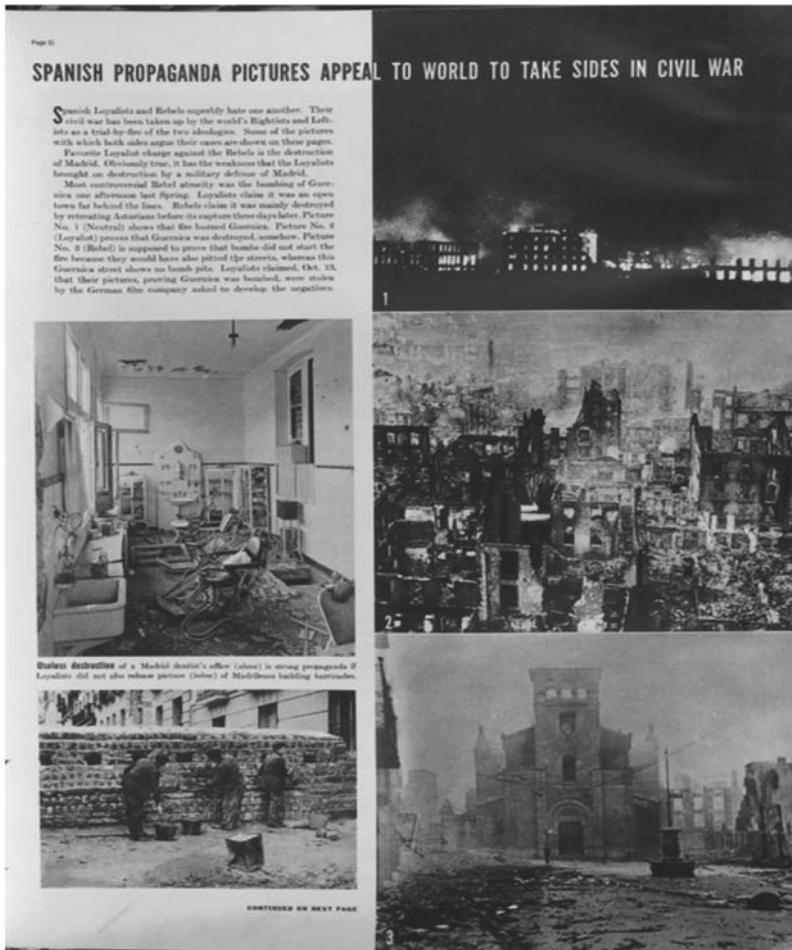 Page 51
SPANISH PROPAGANDA PICTURES APPEAL TO WORLD TO TAKE SIDES IN CIVIL WAR
Spanish Loyalists and Rebels superbly hate one another. Their
civil war has been taken up by the world's Rightists and Left-
ists as a trial-by-fire of the two ideologies. Some of the pictures
with which both sides argue their cases are shown on these pages.
Favorite Loyalist charge against the Rebels is the destruction
of Madrid. Obviously true, it has the weakness that the Loyalists
brought on destruction by a military defense of Madrid.
Most controversial Rebel atrocity was the bombing of Guer-
nica one afternoon last Spring. Loyalists claim it was an open
town far behind the lines. Rebels claim it was mainly destroyed
by retreating Asturians before its capture three days later. Picture
No. 1 (Neutral) shows that fire burned Guernica. Picture No. 2
(Loyalist) proves that Guernica was destroyed, somehow. Picture
No. 3 (Rebel) is supposed to prove that bombs did not start the
fire because they would have also pitted the streets, whereas this
Guernica street shows no bomb pits. Loyalists claimed, Oct. 13,
that their pictures, proving Guernica was bombed, were stolen
by the German film company asked to develop the negatives.
1
2
Useless destruction of a Madrid dentist's office (above) is strong propaganda if
Loyalists did not also release picture (below) of Madrileños building barricades.
3
CONTINUED ON NEXT PAGE